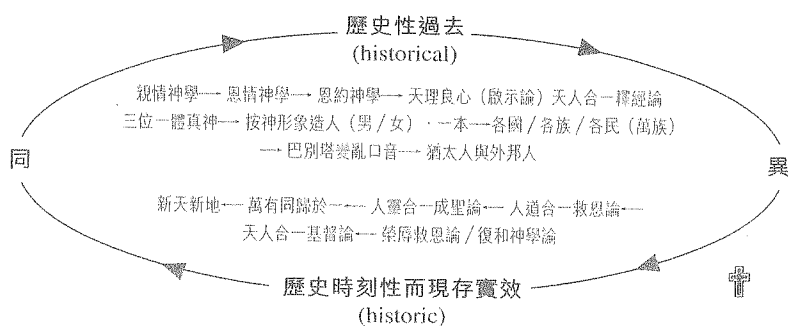 歷史性過去
(historical)
親情神學→恩情神學→恩約神學→天理良心（啟示論）天人合一釋經論
三位一體真神→按神形象造人（男／女）．一本→各國／各族／各民（萬族）
→巴別塔變亂口音→猶太人與外邦人
同
異
新天新地←萬有同歸於一←人靈合一成聖論←人道合一救恩論←
天人合一基督論←榮辱救恩論／復和神學論
歷史時刻性而現存實效
(historic)